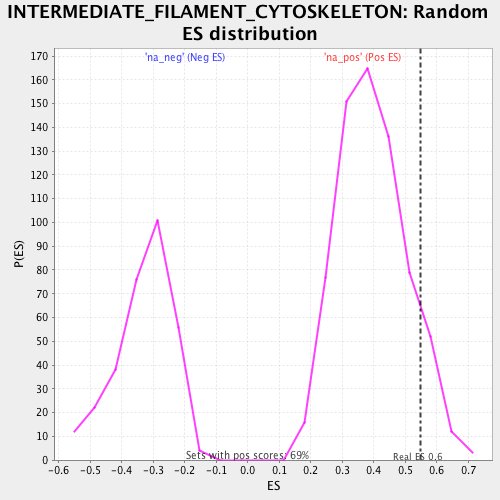 INTERMEDIATE_FILAMENT_CYTOSKELETON: Random
ES distribution
'na_neg' (Neg ES) 'na_pos' (Pos ES)
170
160
150
140
130
120
110
100
90
80
70
60
50
40
30
20
10
0
P(ES)
Sets with pos scores: 69%
Real ES 0.6
-0.6 -0.5 -0.4 -0.3 -0.2 -0.1 0.0 0.1 0.2 0.3 0.4 0.5 0.6 0.7
ES